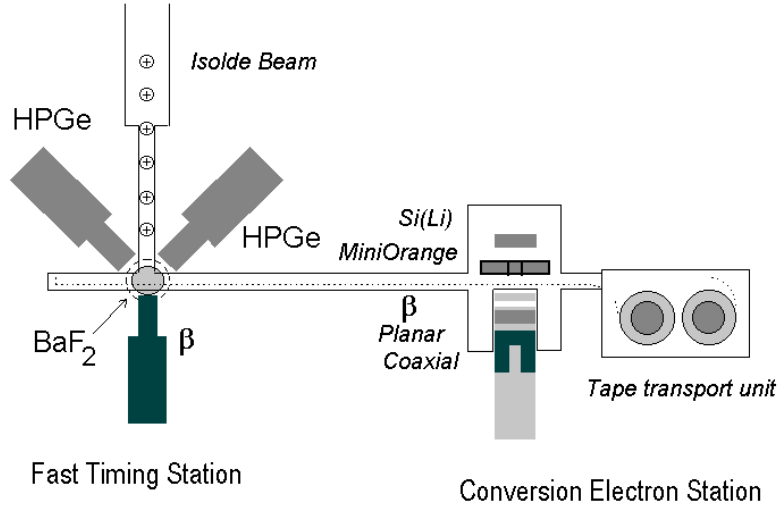 Isolde Beam
HPGe
HPGe
Si(Li)
MiniOrange
β
β
BaF2
Planar
Coaxial
Tape transport unit
Fast Timing Station
Conversion Electron Station